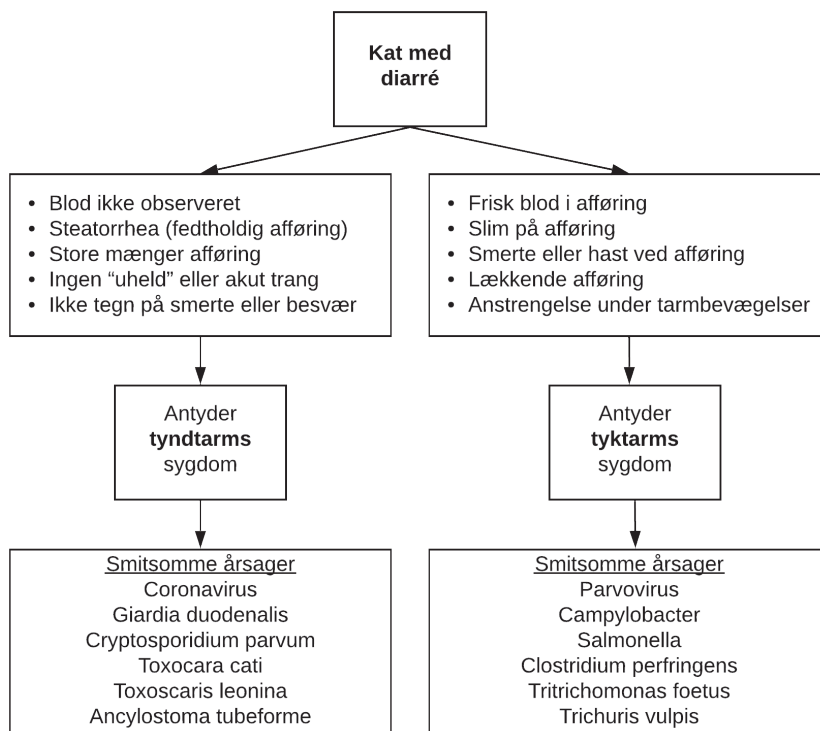 Kat med
diarré
• Blod ikke observeret
• Steatorrhea (fedtholdig afføring)
• Store mænger afføring
• Ingen “uheld” eller akut trang
• Ikke tegn på smerte eller besvær
• Frisk blod i afføring
• Slim på afføring
• Smerte eller hast ved afføring
• Lækkende afføring
• Anstrengelse under tarmbevægelser
Antyder
tyndtarms
sygdom
Antyder
tyktarms
sygdom
Smitsomme årsager
Coronavirus
Giardia duodenalis
Cryptosporidium parvum
Toxocara cati
Toxoscaris leonina
Ancylostoma tubeforme
Smitsomme årsager
Parvovirus
Campylobacter
Salmonella
Clostridium perfringens
Tritrichomonas foetus
Trichuris vulpis